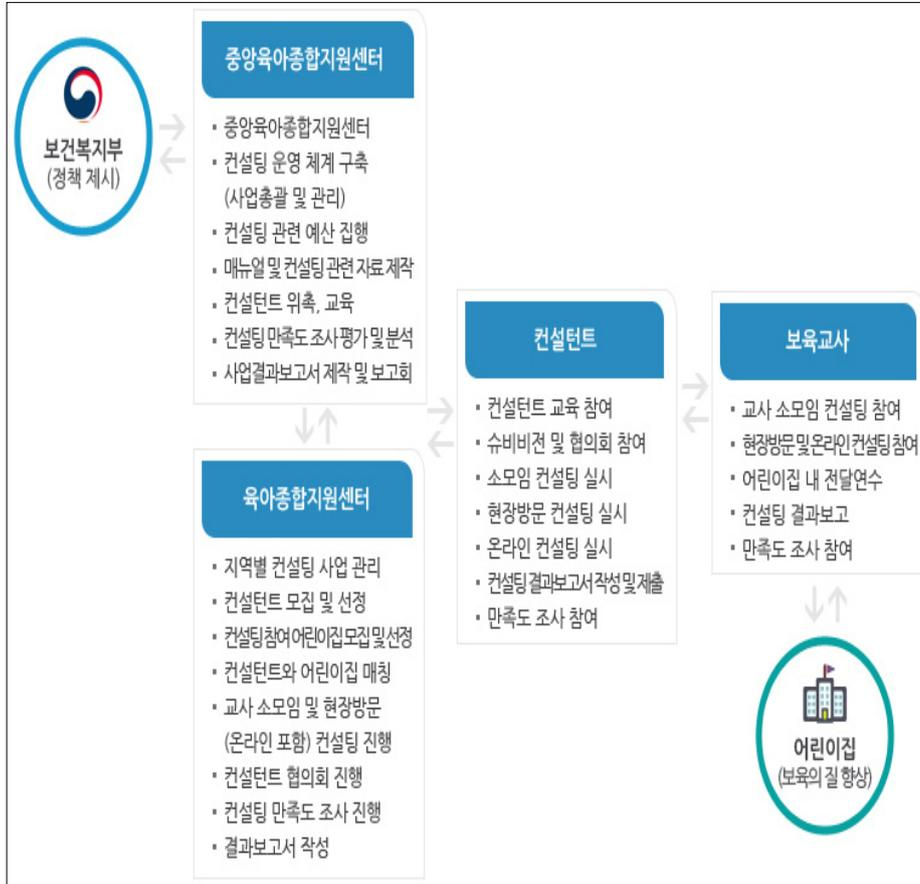 보건복지부
(정책 제시)
중앙육아종합지원센터
▪ 중앙육아종합지원센터
▪ 컨설팅 운영 체계 구축
(사업총괄 및 관리)
▪ 컨설팅 관련 예산 집행
▪ 매뉴얼 및 컨설팅 관련 자료 제작
▪ 컨설턴트 위촉, 교육
▪ 컨설팅 만족도 조사 평가 및 분석
▪ 사업결과보고서 제작 및 보고회
육아종합지원센터
▪ 지역별 컨설팅 사업 관리
▪ 컨설턴트 모집 및 선정
▪ 컨설팅 참여 어린이집 모집 및 선정
▪ 컨설턴트와 어린이집 매칭
▪ 교사 소모임 및 현장방문
(온라인 포함) 컨설팅 진행
▪ 컨설턴트 협의회 진행
▪ 컨설팅 만족도 조사 진행
▪ 결과보고서 작성
컨설턴트
▪ 컨설턴트 교육 참여
▪ 슈비비전 및 협의회 참여
▪ 소모임 컨설팅 실시
▪ 현장방문 컨설팅 실시
▪ 온라인 컨설팅 실시
▪ 컨설팅 결과보고서 작성 및 제출
▪ 만족도 조사 참여
보육교사
▪ 교사 소모임 컨설팅 참여
▪ 현장방문 및 온라인 컨설팅 참여
▪ 어린이집 내 전달연수
▪ 컨설팅 결과보고
▪ 만족도 조사 참여
어린이집
(보육의 질 향상)